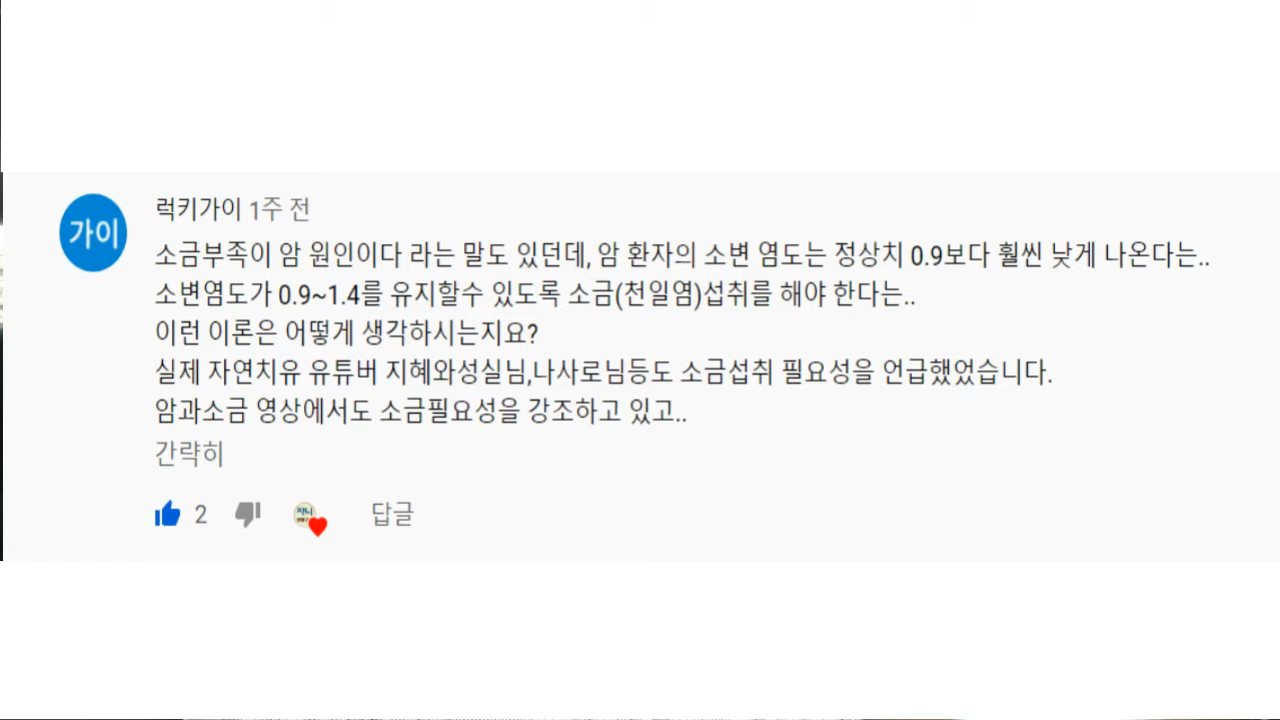 가이
럭키가이 1주 전
소금부족이 암 원인이다 라는 말도 있던데, 암 환자의 소변 염도는 정상치 0.9보다 훨씬 낮게 나온다는..
소변염도가 0.9~1.4를 유지할수 있도록 소금(천일염)섭취를 해야 한다는..
이런 이론은 어떻게 생각하시는지요?
실제 자연치유 유튜버 지혜와성실님,나사로님등도 소금섭취 필요성을 언급했었습니다.
암과소금 영상에서도 소금필요성을 강조하고 있고..
간략히
2 답글